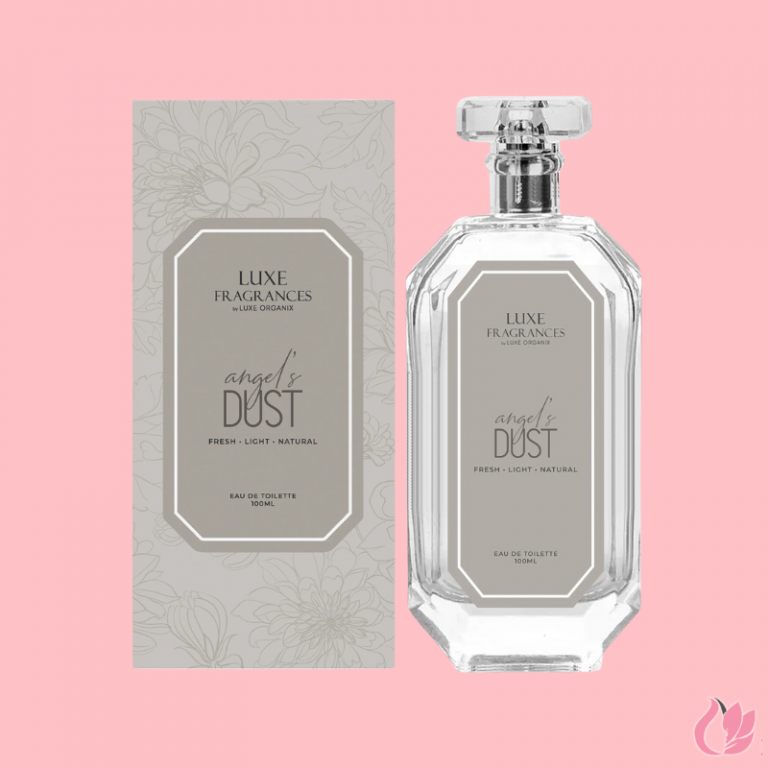 LUXE
FRAGRANCES
by LUXE ORGANIX
angel's
DUST
FRESH • LIGHT • NATURAL
EAU DE TOILETTE
100ML
LUXE
FRAGRANCES
by LUXE ORGANIX
angel's
DUST
FRESH • LIGHT • NATURAL
EAU DE TOILETTE
100ML